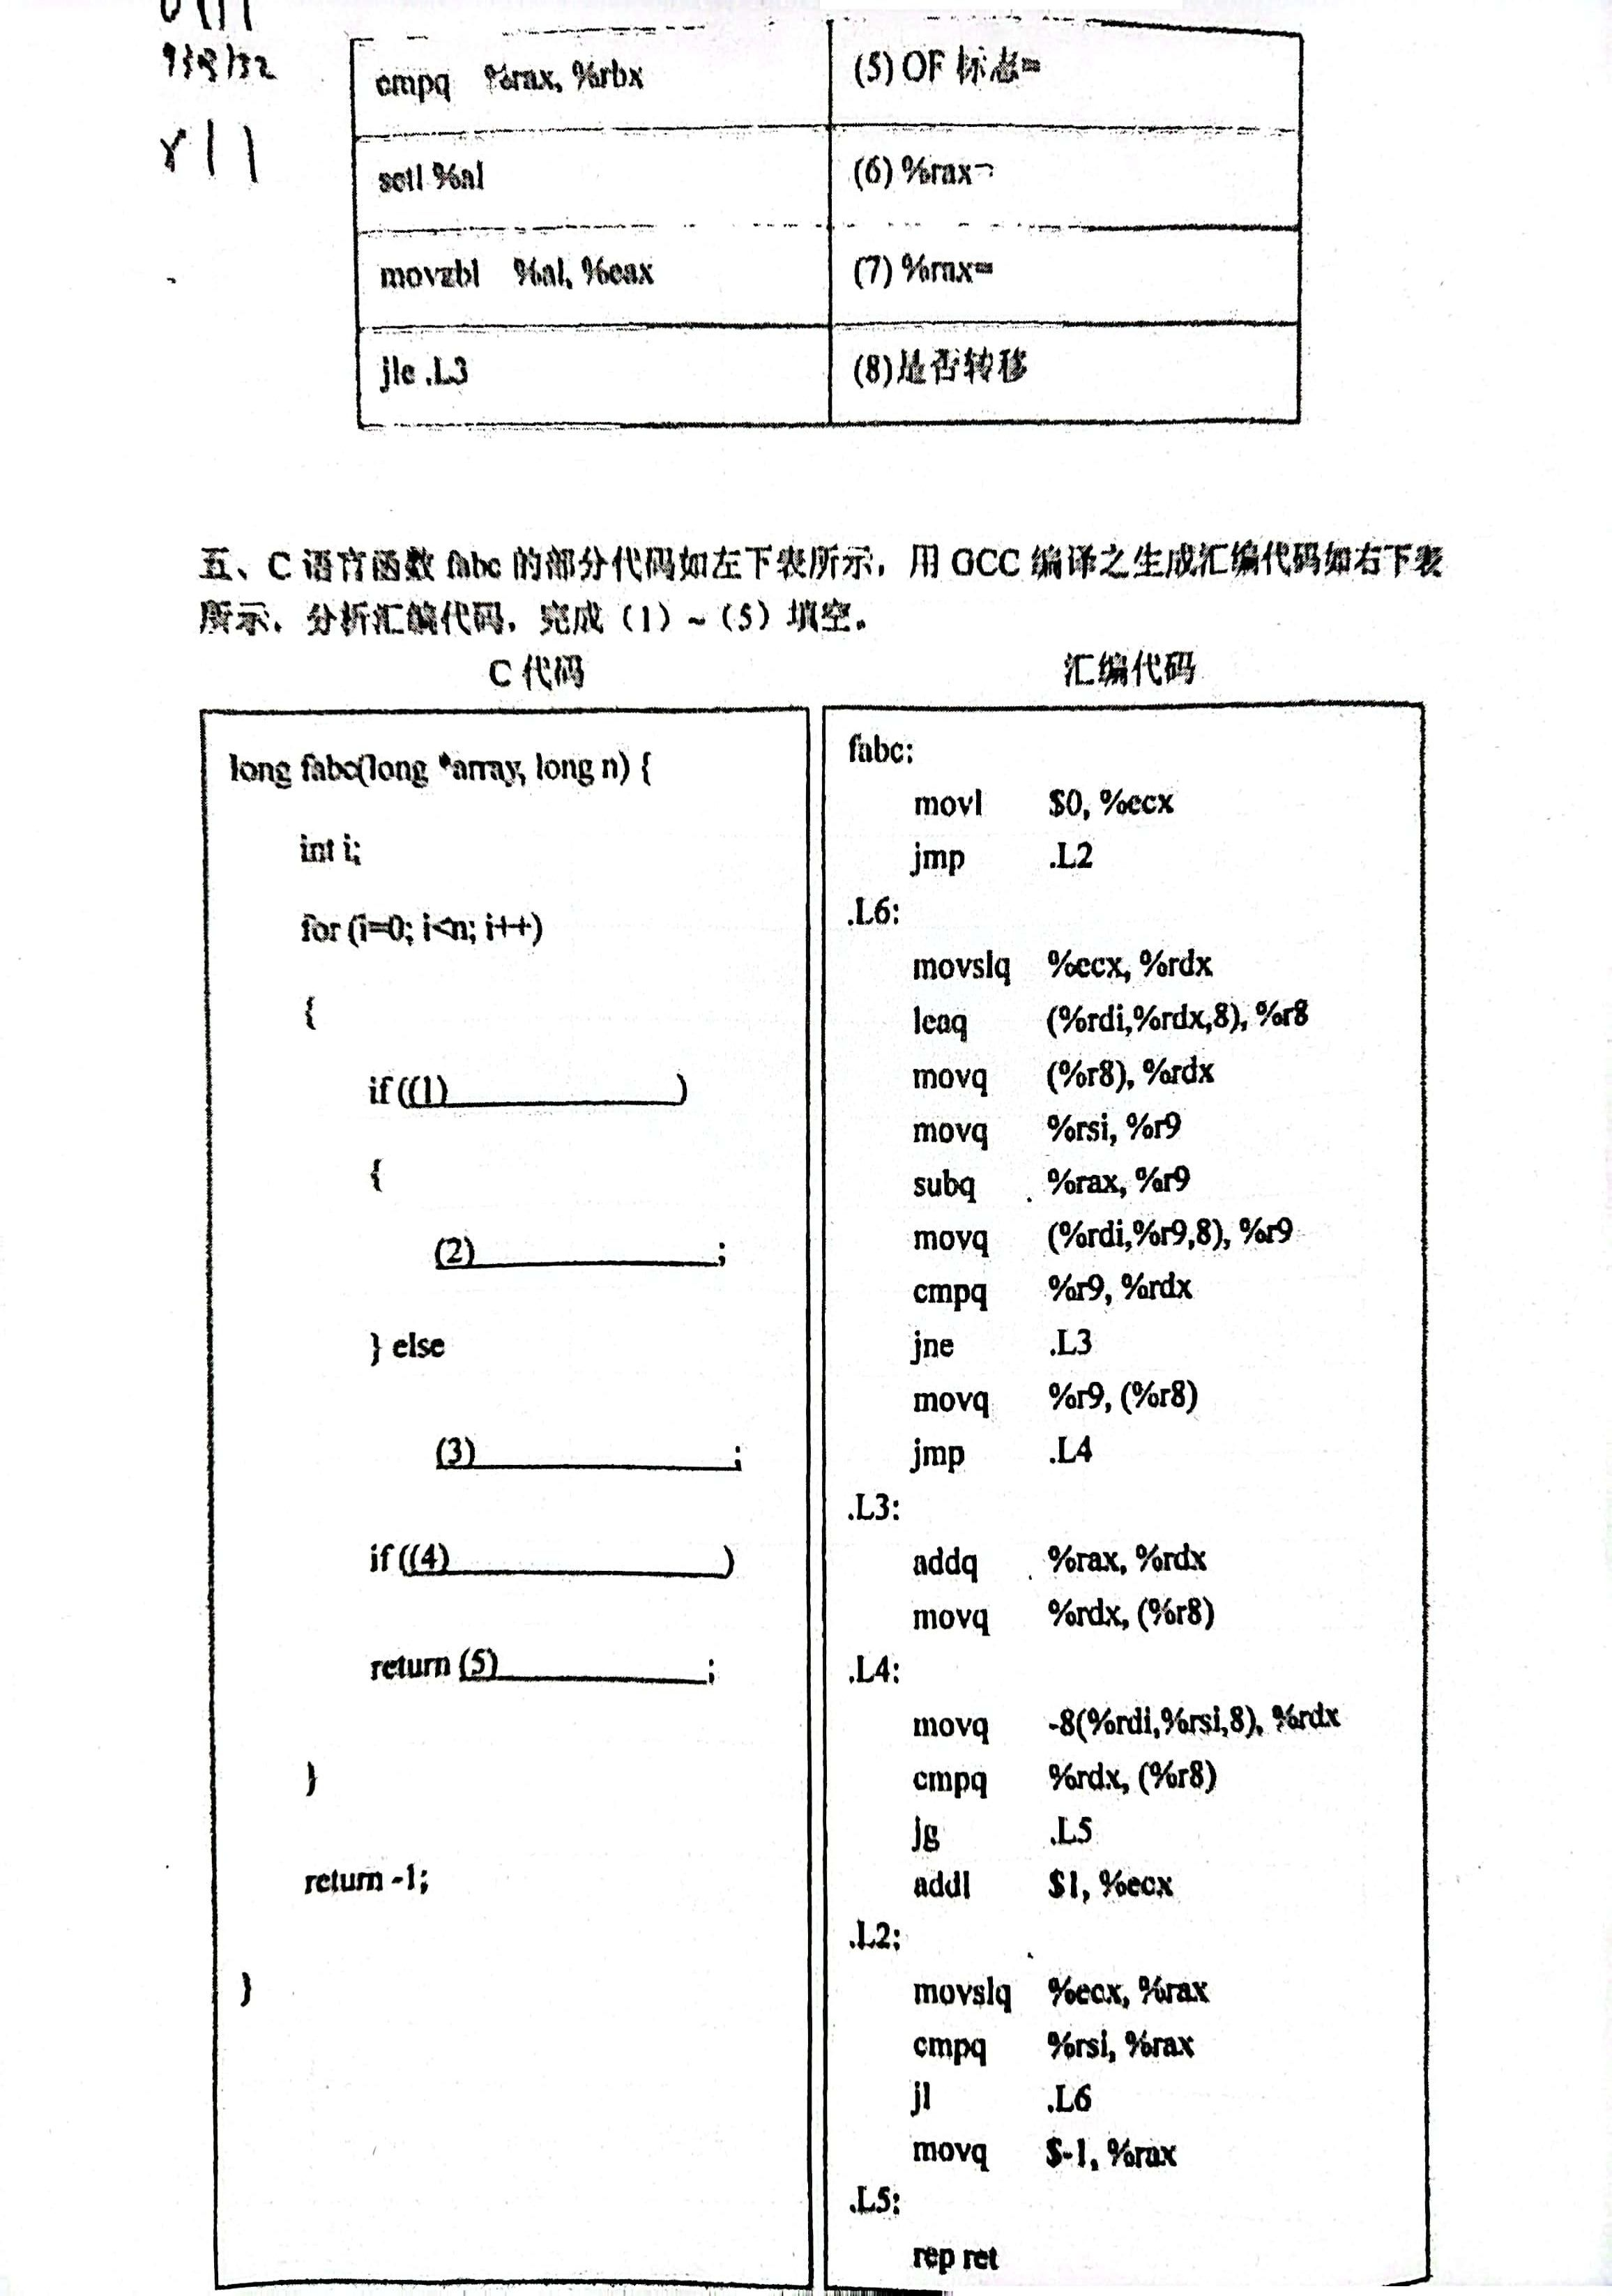 cmpq %rax, %rbx
(5) OF 标志=
setl %al
(6) %rax=
movzbl %al, %eax
(7) %rax=
jle .L3
(8)是否转移
五、C 语言函数 fabc 的部分代码如左下表所示，用 GCC 编译之生成汇编代码如右下表
所示。分析汇编代码，完成（1）~（5）填空。
C 代码
long fabc(long *array, long n) {
int i;
for (i=0; i<n; i++)
{
if ((1)____________)
{
(2)____________;
} else
(3)____________;
if ((4)____________)
return (5)____________;
}
return -1;
}
汇编代码
fabc:
movl $0, %ecx
jmp .L2
.L6:
movslq %ecx, %rdx
leaq (%rdi,%rdx,8), %r8
movq (%r8), %rdx
movq %rsi, %r9
subq %rax, %r9
movq (%rdi,%r9,8), %r9
cmpq %r9, %rdx
jne .L3
movq %r9, (%r8)
jmp .L4
.L3:
addq %rax, %rdx
movq %rdx, (%r8)
.L4:
movq -8(%rdi,%rsi,8), %rdx
cmpq %rdx, (%r8)
jg .L5
addl $1, %ecx
.L2:
movslq %ecx, %rax
cmpq %rsi, %rax
jl .L6
movq $-1, %rax
.L5:
rep ret